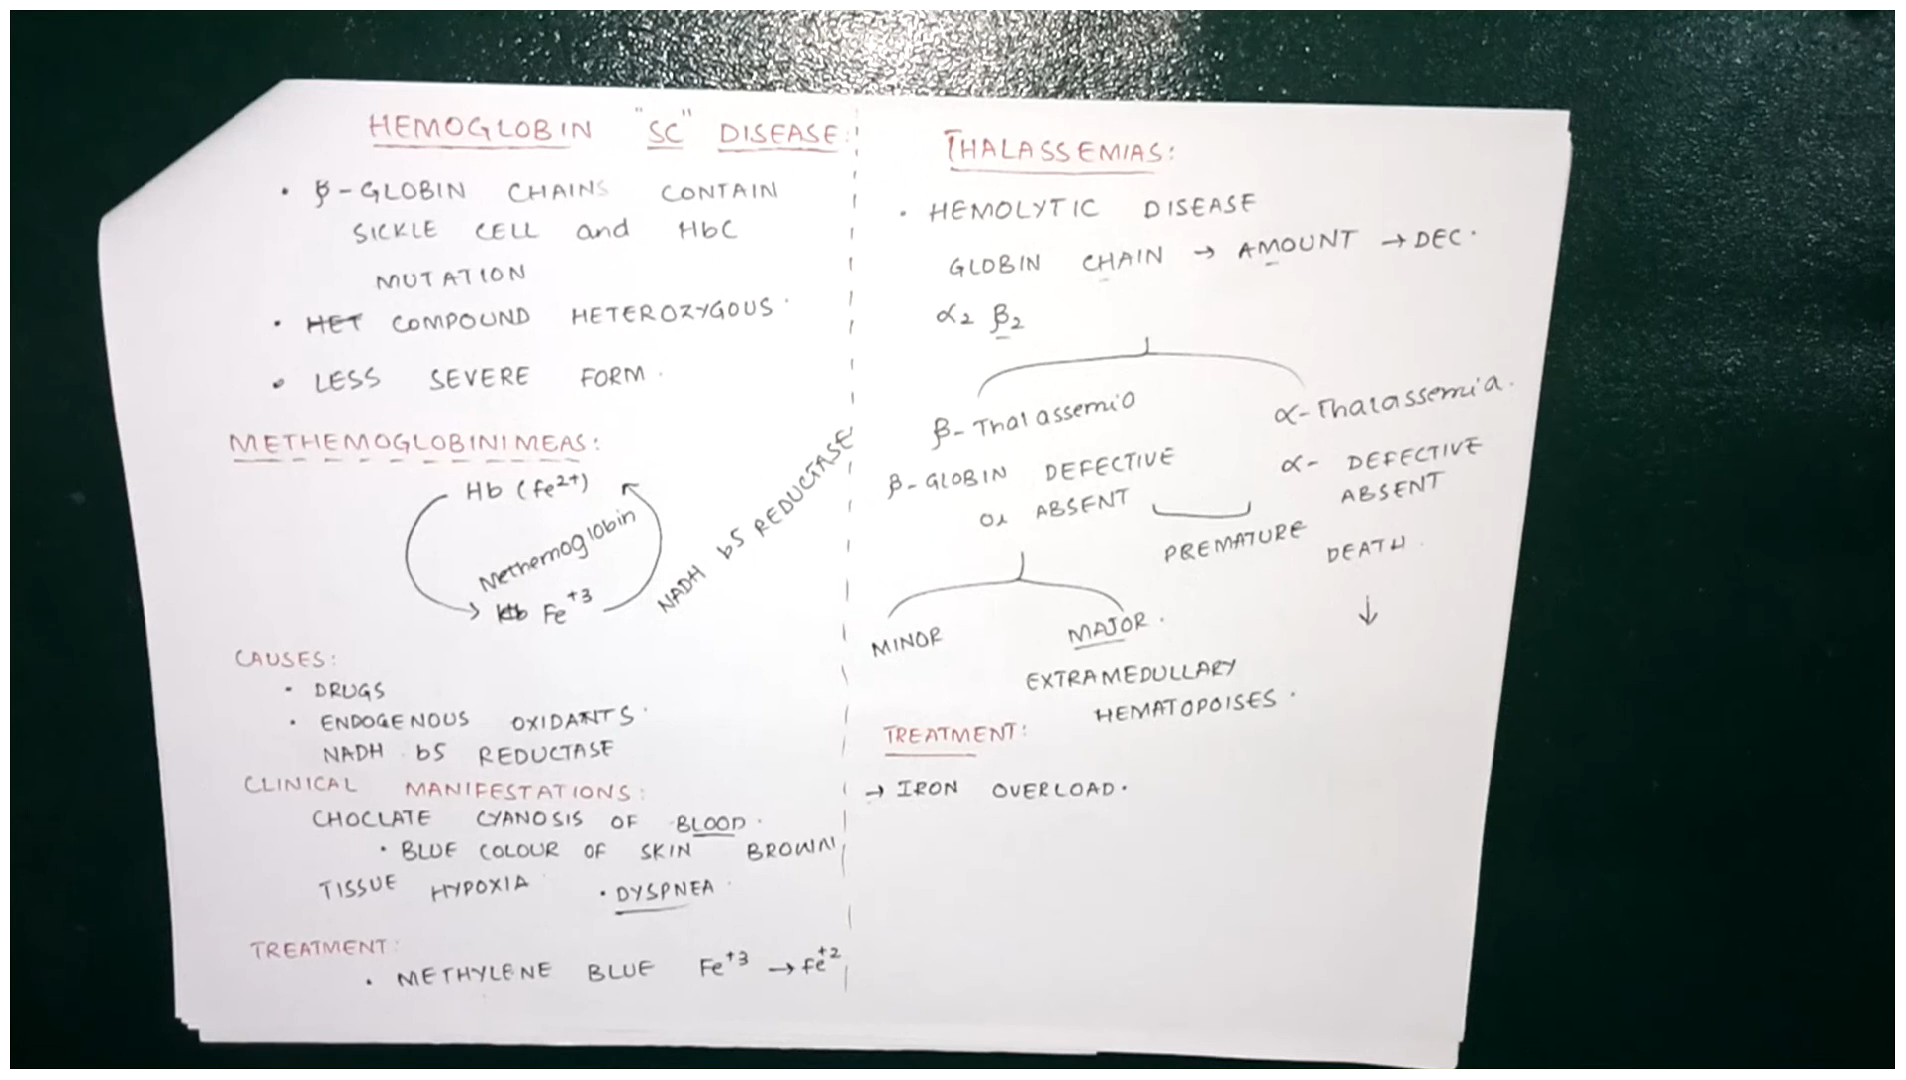 HEMOGLOBIN "SC" DISEASE:
• β-GLOBIN CHAINS CONTAIN
SICKLE CELL and HbC
MUTATION
• HET COMPOUND HETEROZYGOUS.
• LESS SEVERE FORM.
METHEMOGLOBINIMEAS:
Hb (Fe2+)
Methemoglobin
Hb Fe+3
NADH b5 REDUCTASE
CAUSES:
• DRUGS
• ENDOGENOUS OXIDANTS.
NADH b5 REDUCTASE
CLINICAL MANIFESTATIONS:
CHOCLATE CYANOSIS OF BLOOD.
• BLUE COLOUR OF SKIN BROWN
TISSUE HYPOXIA • DYSPNEA.
TREATMENT:
• METHYLENE BLUE Fe+3 → Fe+2
THALASSEMIAS:
• HEMOLYTIC DISEASE
GLOBIN CHAIN → AMOUNT → DEC.
α2 β2
β-Thalassemia
α-Thalassemia.
β-GLOBIN DEFECTIVE
Or ABSENT
α- DEFECTIVE
ABSENT
PREMATURE DEATH.
↓
MINOR
MAJOR.
EXTRAMEDULLARY
HEMATOPOISES.
TREATMENT:
→ IRON OVERLOAD.